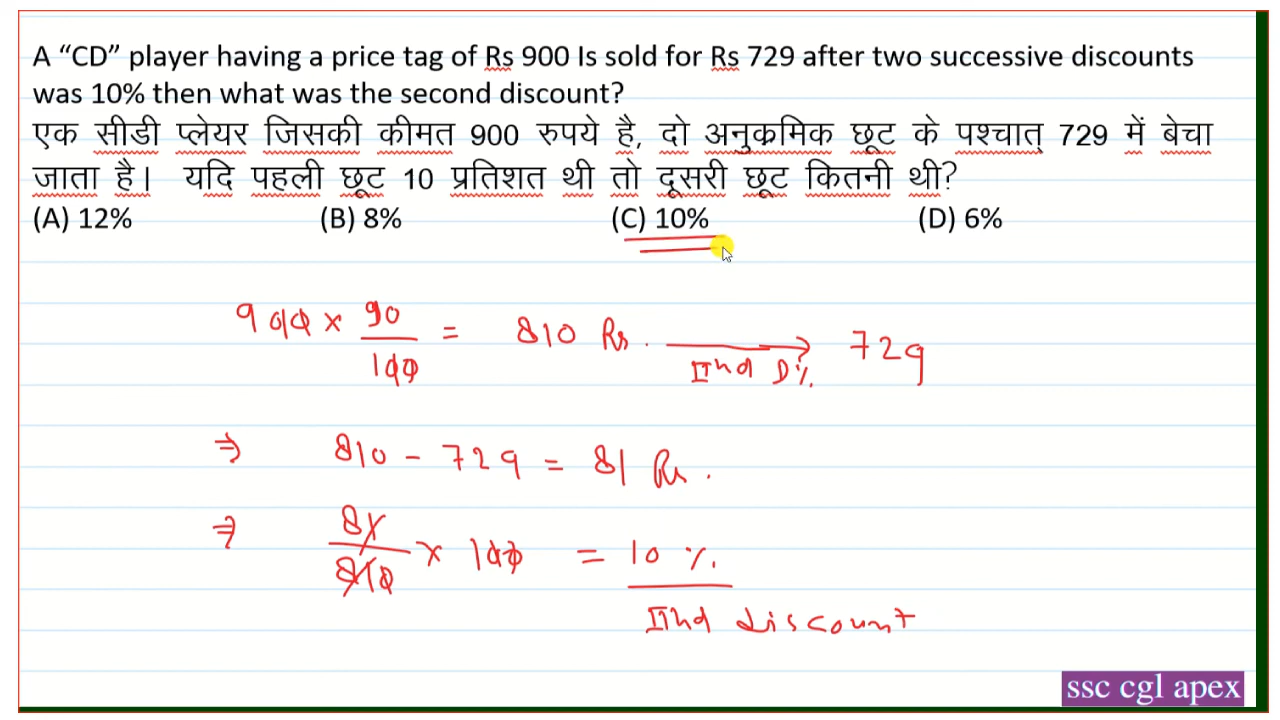 A “CD” player having a price tag of Rs 900 Is sold for Rs 729 after two successive discounts
was 10% then what was the second discount?
एक सीडी प्लेयर जिसकी कीमत 900 रुपये है, दो अनुक्रमिक छूट के पश्चात् 729 में बेचा
जाता है। यदि पहली छूट 10 प्रतिशत थी तो दूसरी छूट कितनी थी?
(A) 12% (B) 8% (C) 10% (D) 6%
900 × 90/100 = 810 Rs. → IInd D% 729
⇒ 810 - 729 = 81 Rs.
⇒ 81/810 × 100 = 10 %.
IInd discount
ssc cgl apex